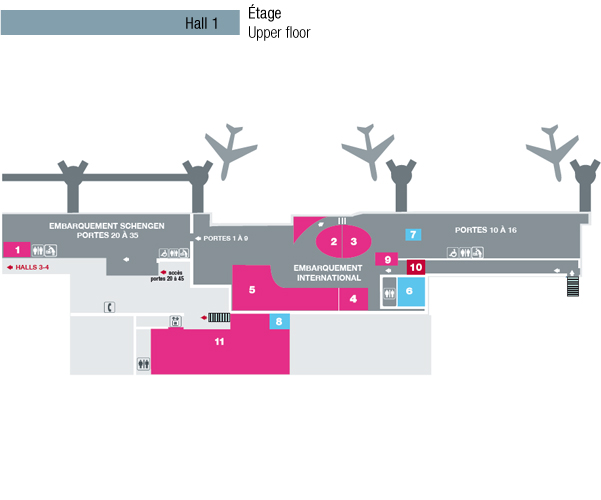 Hall 1
Étage
Upper floor
EMBARQUEMENT SCHENGEN
PORTES 20 À 35
PORTES 1 À 9
PORTES 10 À 16
1
2
3
7
9
10
HALLS 3-4
accès
portes 20 à 45
EMBARQUEMENT
INTERNATIONAL
5
4
6
8
11